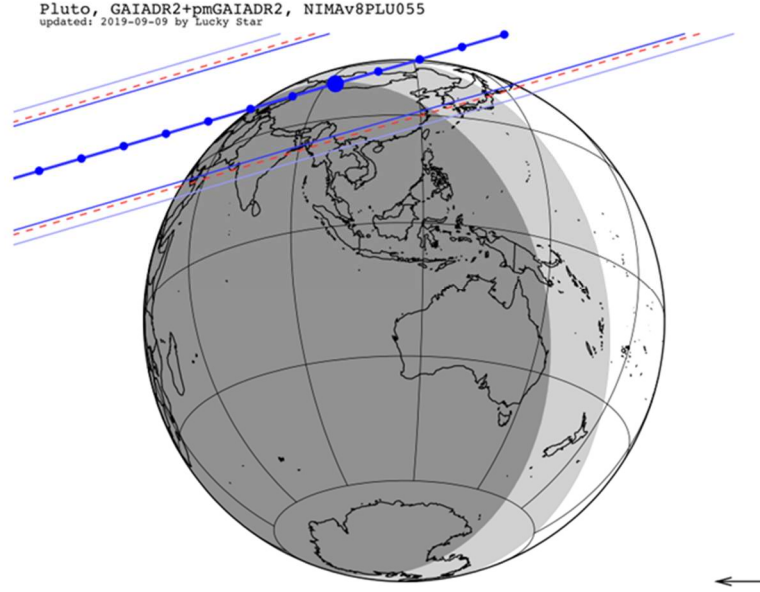 Pluto, GAIADR2+pmGAIADR2, NIMAv8PLU055
updated: 2019-09-09 by Lucky Star